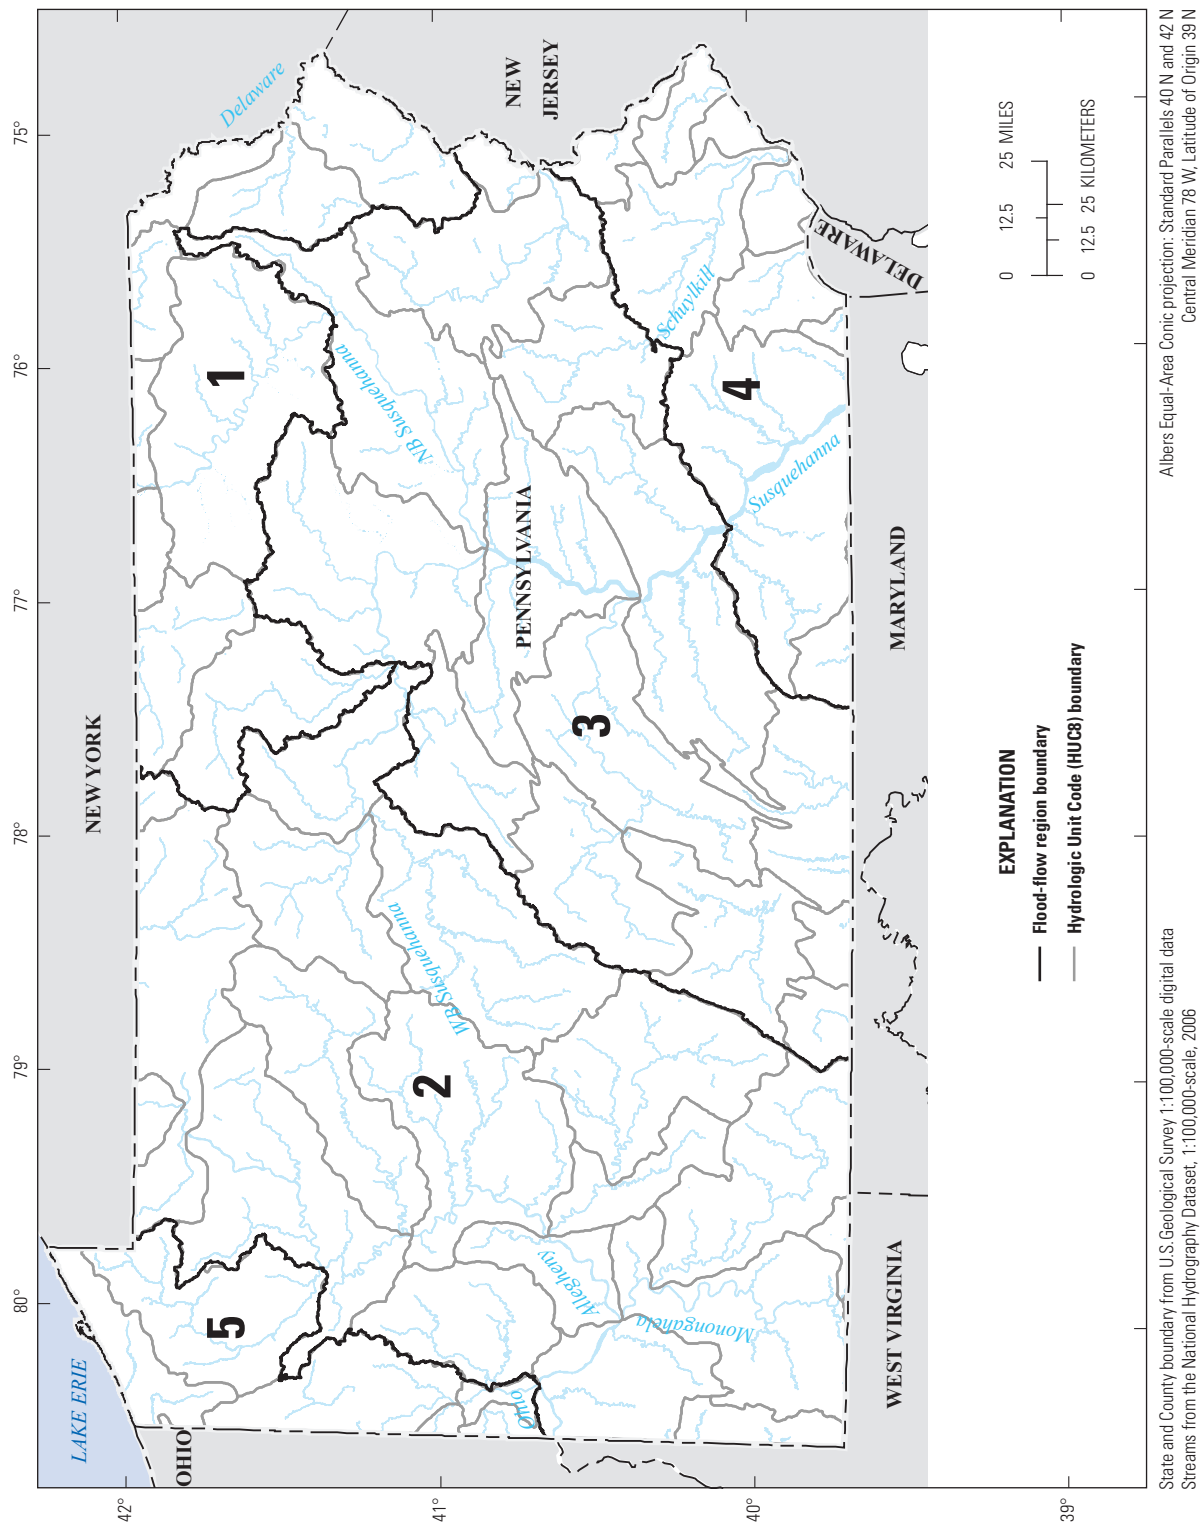 80°
79°
78°
77°
76°
75°
42°
41°
40°
39°
LAKE ERIE
NEW YORK
OHIO
Delaware
5
1
NB Susquehanna
WB Susquehanna
2
NEW
JERSEY
PENNSYLVANIA
Allegheny
Ohio
3
Schuylkill
Monongahela
4
Susquehanna
DELAWARE
WEST VIRGINIA
MARYLAND
EXPLANATION
Flood-flow region boundary
Hydrologic Unit Code (HUC8) boundary
0 12.5 25 MILES
0 12.5 25 KILOMETERS
State and County boundary from U.S.Geological Survey 1:100,000-scale digital data
Streams from the National Hydrography Dataset, 1:100,000-scale, 2006
Albers Equal-Area Conic projection: Standard Parallels 40 N and 42 N
Central Meridian 78 W, Latitude of Origin 39 N